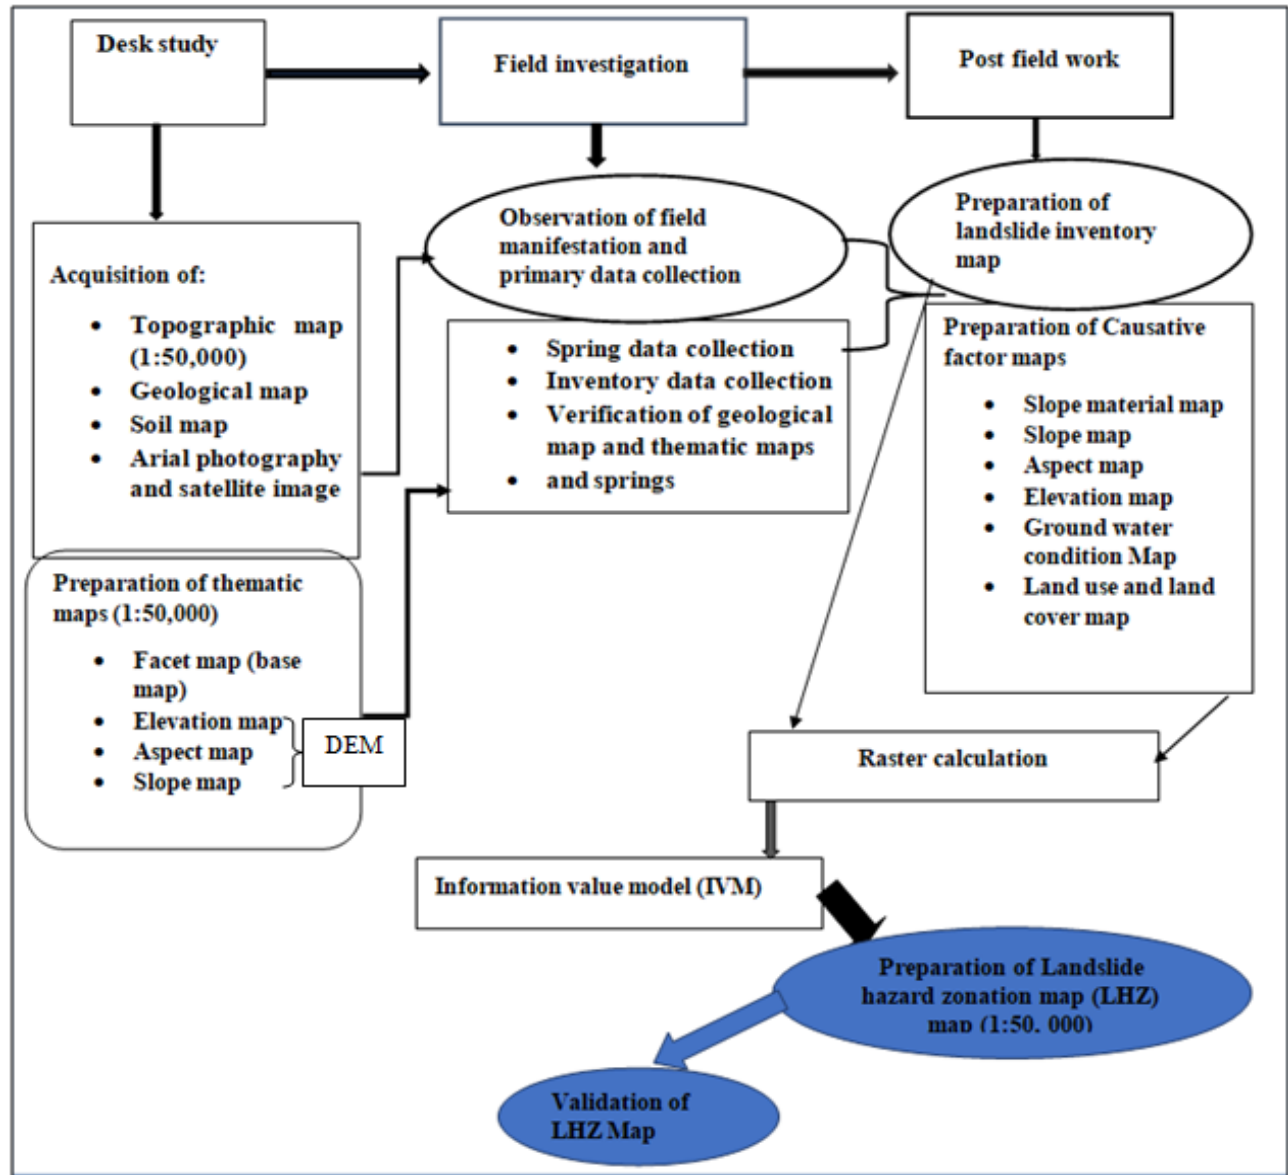 Desk study
Field investigation
Post field work
Acquisition of:
• Topographic map
(1:50,000)
• Geological map
• Soil map
• Arial photography
and satellite image
Preparation of thematic
maps (1:50,000)
• Facet map (base
map)
• Elevation map
• Aspect map
• Slope map
DEM
Observation of field
manifestation and
primary data collection
• Spring data collection
• Inventory data collection
• Verification of geological
map and thematic maps
• and springs
Preparation of
landslide inventory
map
Preparation of Causative
factor maps
• Slope material map
• Slope map
• Aspect map
• Elevation map
• Ground water
condition Map
• Land use and land
cover map
Raster calculation
Information value model (IVM)
Preparation of Landslide
hazard zonation map (LHZ)
map (1:50, 000)
Validation of
LHZ Map